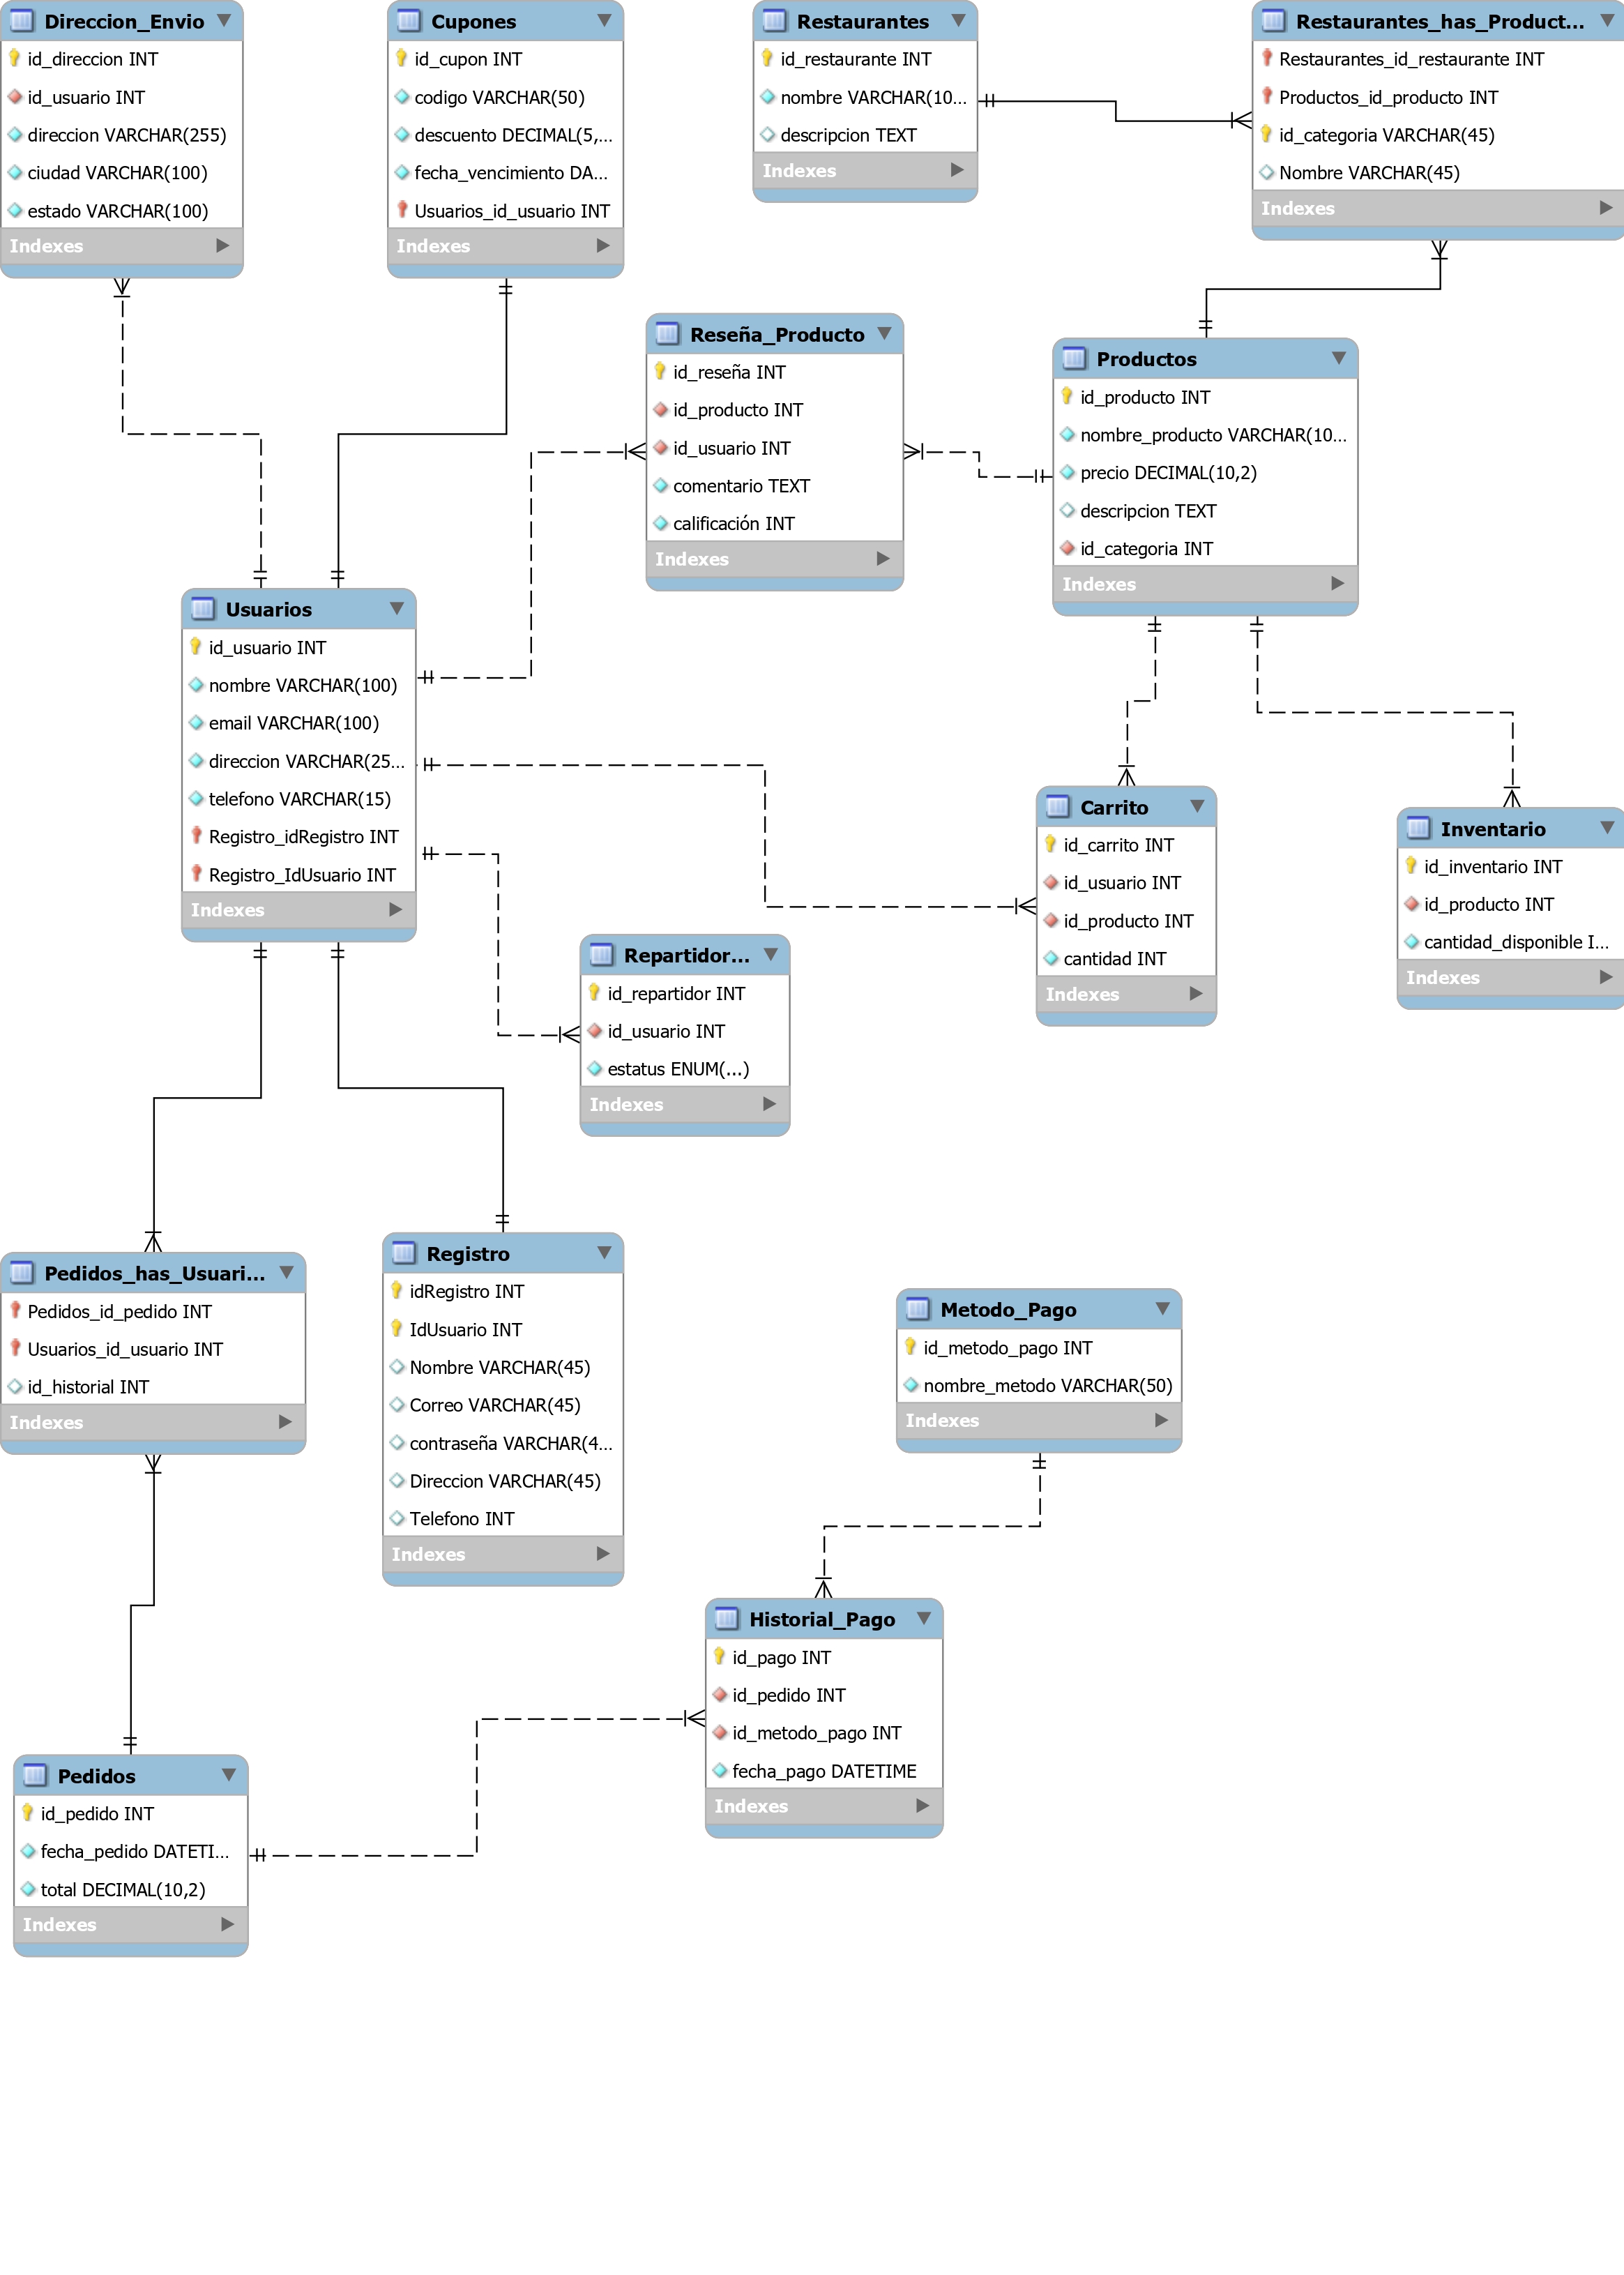 Direccion_Envio
id_direccion INT
id_usuario INT
direccion VARCHAR(255)
ciudad VARCHAR(100)
estado VARCHAR(100)
Indexes
Cupones
id_cupon INT
codigo VARCHAR(50)
descuento DECIMAL(5,...
fecha_vencimiento DA...
Usuarios_id_usuario INT
Indexes
Restaurantes
id_restaurante INT
nombre VARCHAR(10...
descripcion TEXT
Indexes
Restaurantes_has_Product...
Restaurantes_id_restaurante INT
Productos_id_producto INT
id_categoria VARCHAR(45)
Nombre VARCHAR(45)
Indexes
Reseña_Producto
id_reseña INT
id_producto INT
id_usuario INT
comentario TEXT
calificación INT
Indexes
Productos
id_producto INT
nombre_producto VARCHAR(10...
precio DECIMAL(10,2)
descripcion TEXT
id_categoria INT
Indexes
Usuarios
id_usuario INT
nombre VARCHAR(100)
email VARCHAR(100)
direccion VARCHAR(25...
telefono VARCHAR(15)
Registro_idRegistro INT
Registro_IdUsuario INT
Indexes
Carrito
id_carrito INT
id_usuario INT
id_producto INT
cantidad INT
Indexes
Inventario
id_inventario INT
id_producto INT
cantidad_disponible I...
Indexes
Repartidor...
id_repartidor INT
id_usuario INT
estatus ENUM(...)
Indexes
Pedidos_has_Usuari...
Pedidos_id_pedido INT
Usuarios_id_usuario INT
id_historial INT
Indexes
Registro
idRegistro INT
IdUsuario INT
Nombre VARCHAR(45)
Correo VARCHAR(45)
contraseña VARCHAR(4...
Direccion VARCHAR(45)
Telefono INT
Indexes
Metodo_Pago
id_metodo_pago INT
nombre_metodo VARCHAR(50)
Indexes
Historial_Pago
id_pago INT
id_pedido INT
id_metodo_pago INT
fecha_pago DATETIME
Indexes
Pedidos
id_pedido INT
fecha_pedido DATETI...
total DECIMAL(10,2)
Indexes